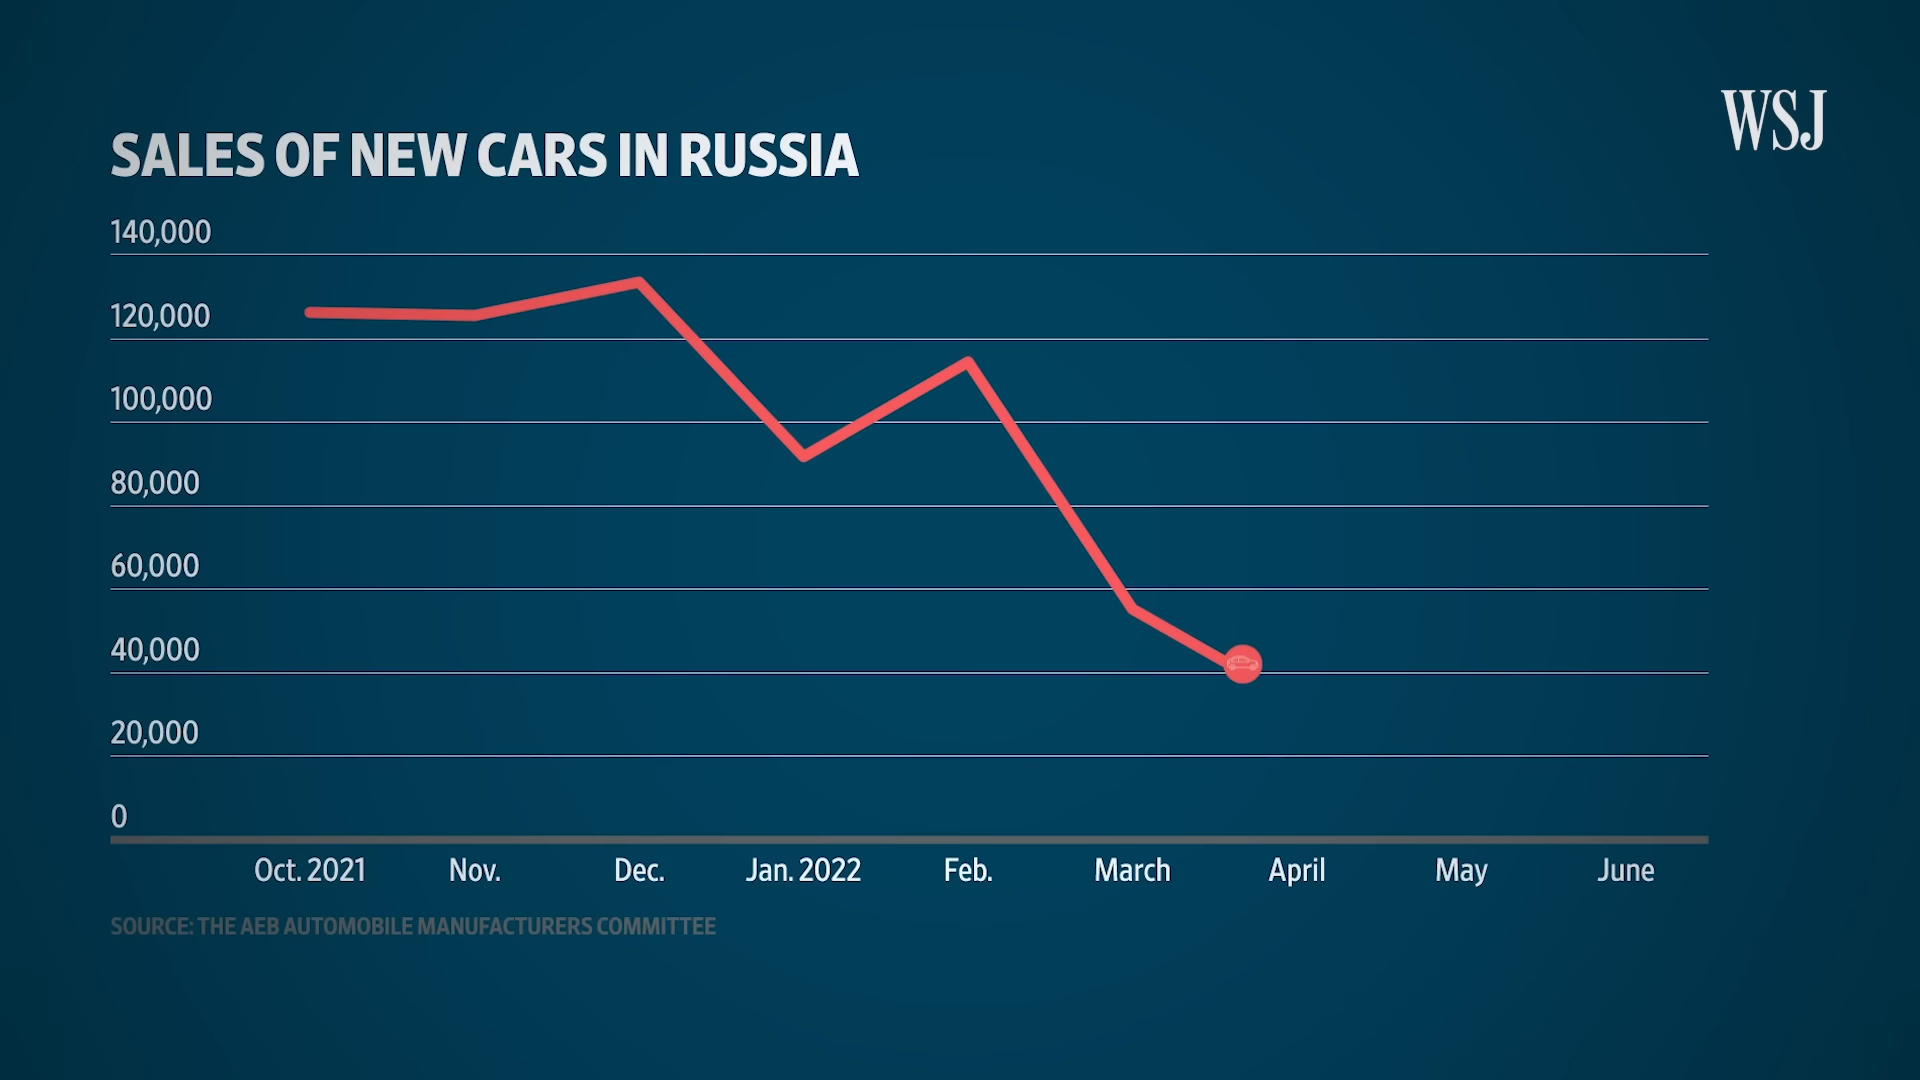 WSJ
SALES OF NEW CARS IN RUSSIA
140,000
120,000
100,000
80,000
60,000
40,000
20,000
0
Oct. 2021 Nov. Dec. Jan. 2022 Feb. March April May June
SOURCE: THE AEB AUTOMOBILE MANUFACTURERS COMMITTEE